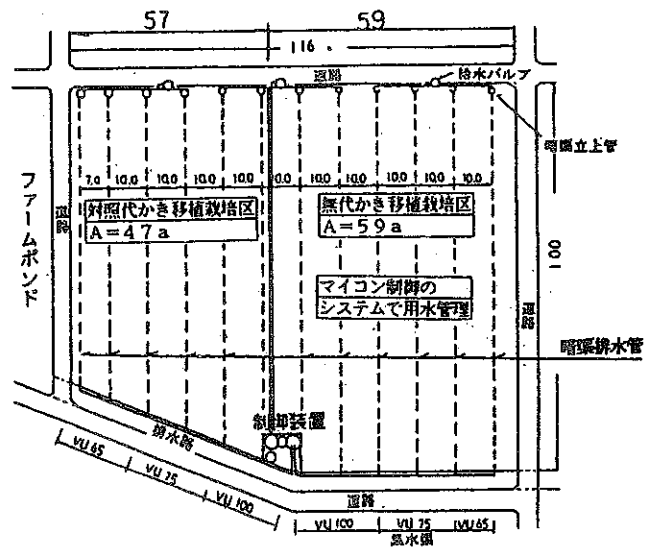 57
59
116
道路
給水バルブ
暗渠立上管
7.0 10.0 10.0 10.0 10.0 10.0 10.0 10.0 10.0 10.0 10.0
対照代かき移植栽培区
A=47a
無代かき移植栽培区
A=59a
ファームポンド
道路
100
マイコン制御の
システムで用水管理
道路
暗渠排水管
制御装置
排水路
VU 65
VU 75
VU 100
道路
VU 100
VU 75
VU 65